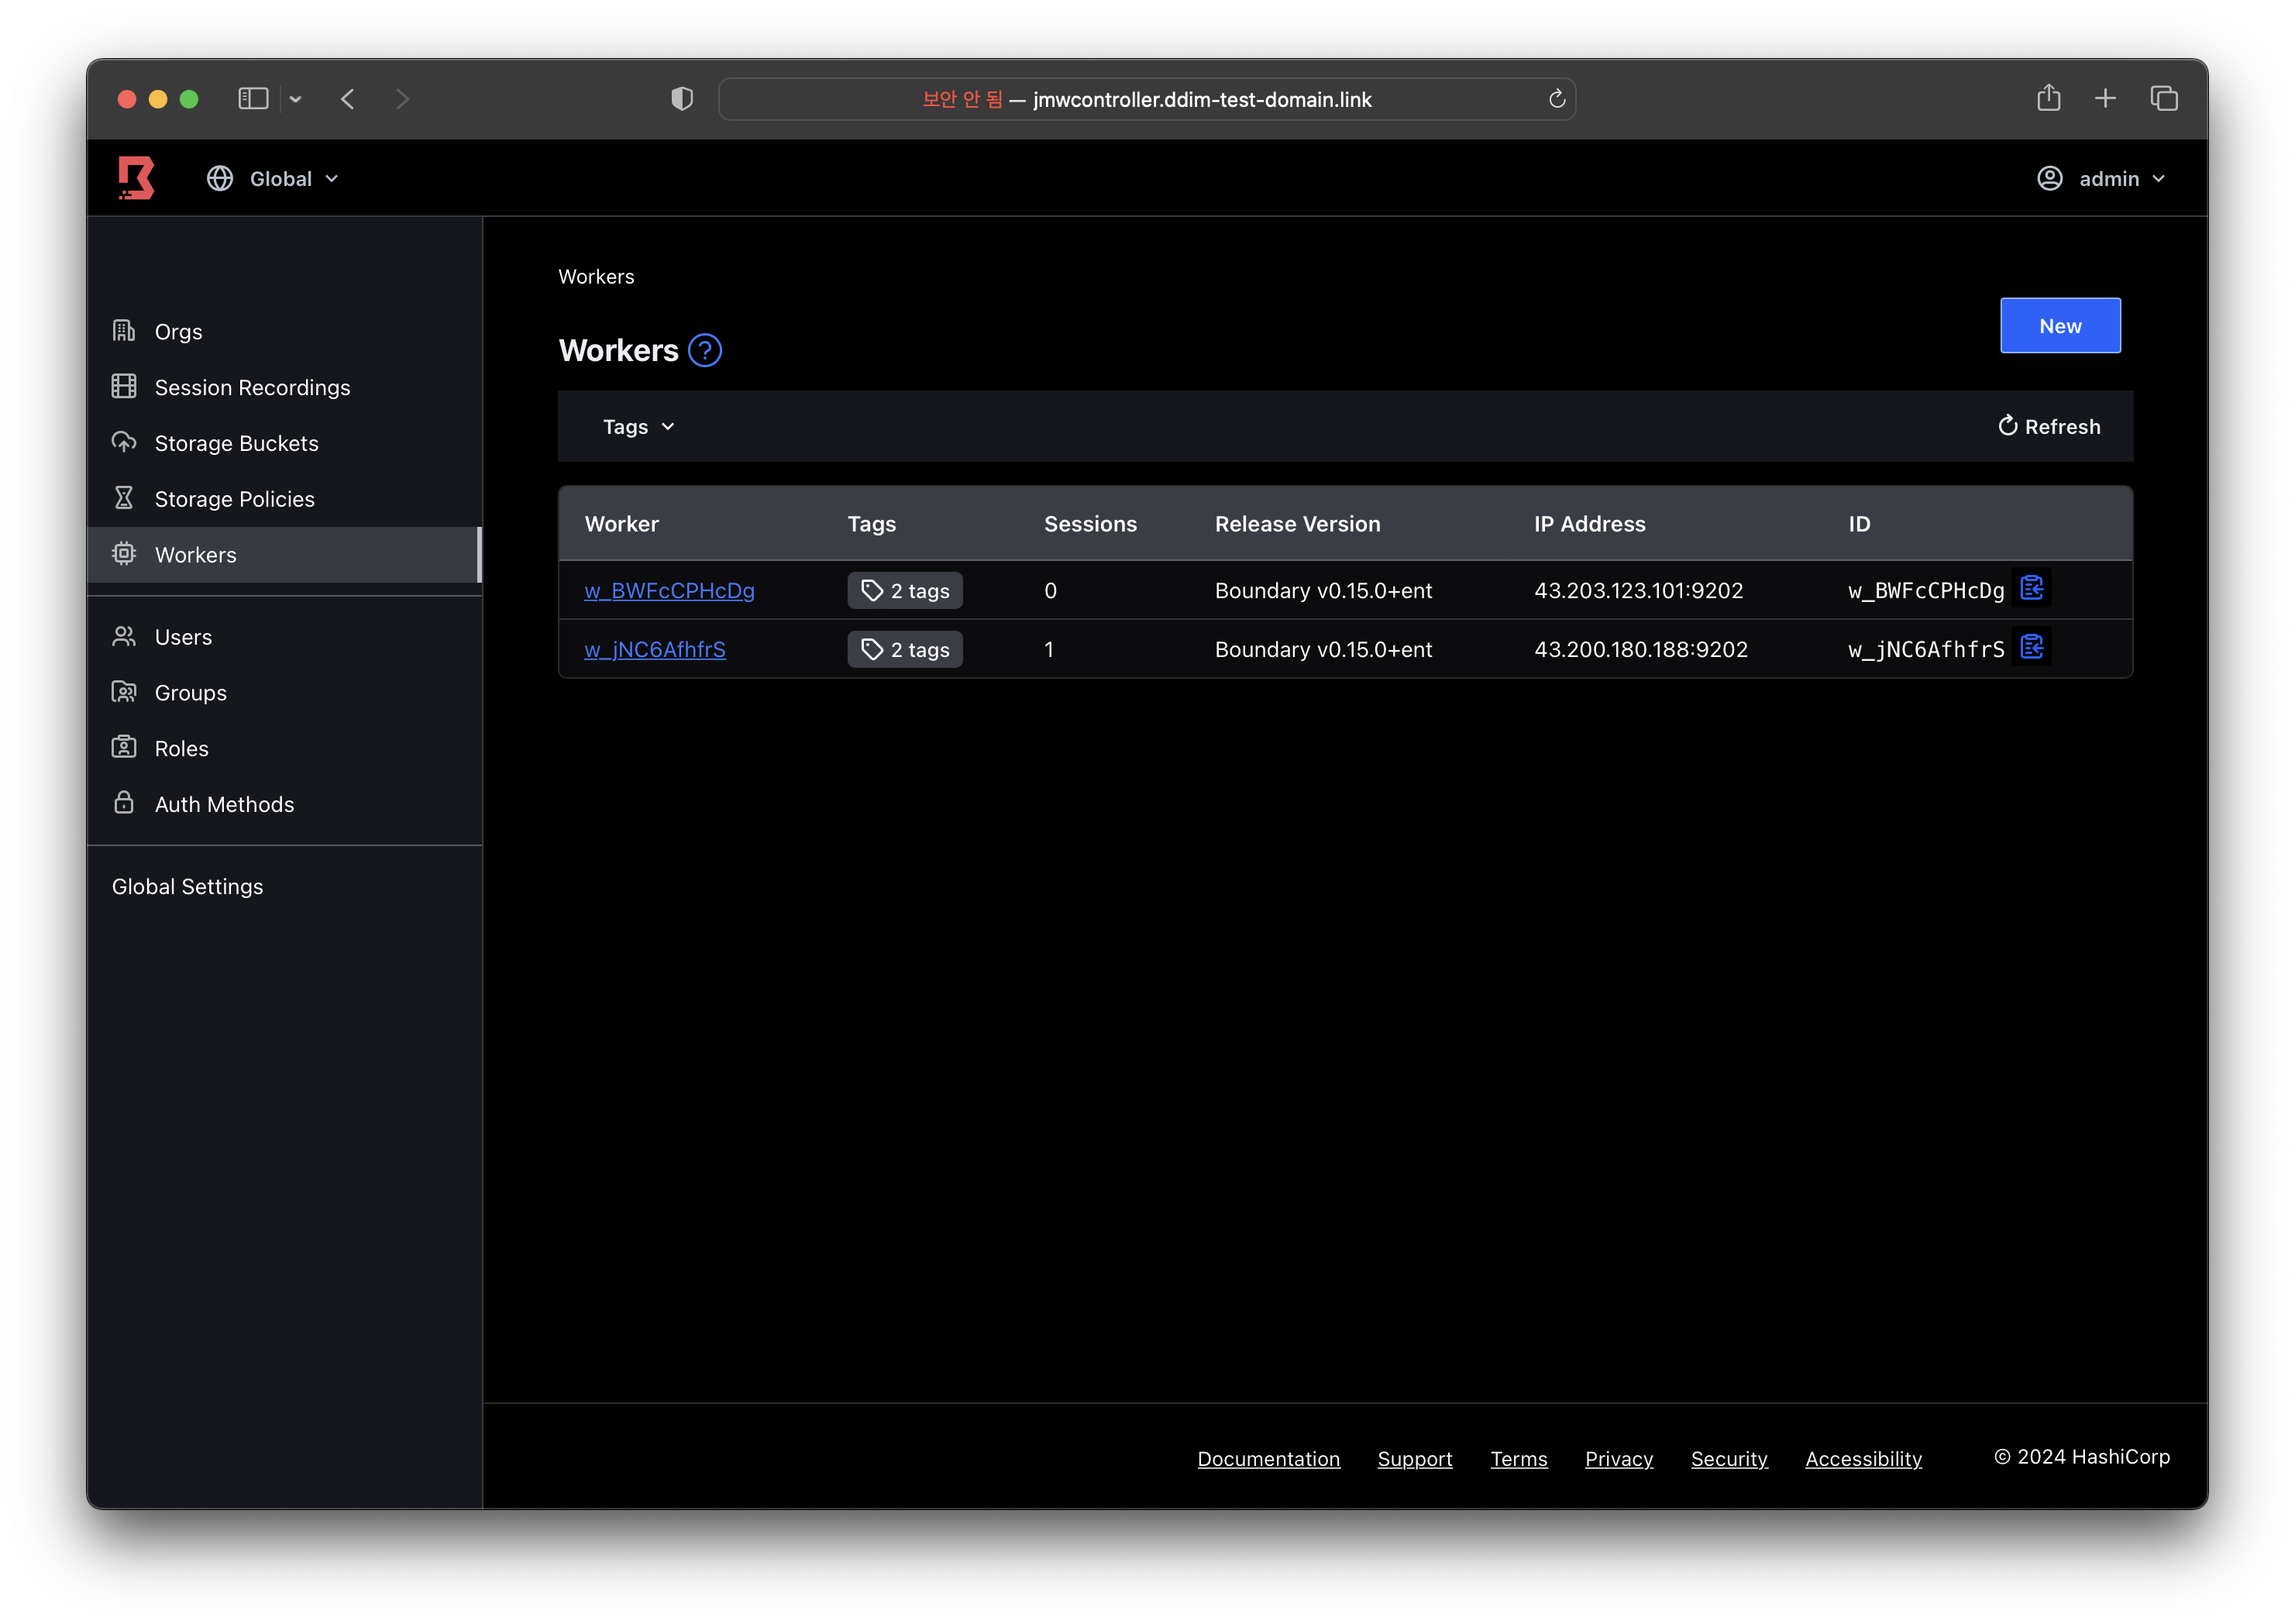 보안 안 됨 — jmwcontroller.ddim-test-domain.link
Global
admin
Orgs
Session Recordings
Storage Buckets
Storage Policies
Workers
Users
Groups
Roles
Auth Methods
Global Settings
Workers
Workers ?
New
Tags
Refresh
Worker Tags Sessions Release Version IP Address ID
w_BWFcCPHcDg 2 tags 0 Boundary v0.15.0+ent 43.203.123.101:9202 w_BWFcCPHcDg
w_jNC6AfhfrS 2 tags 1 Boundary v0.15.0+ent 43.200.180.188:9202 w_jNC6AfhfrS
Documentation Support Terms Privacy Security Accessibility © 2024 HashiCorp